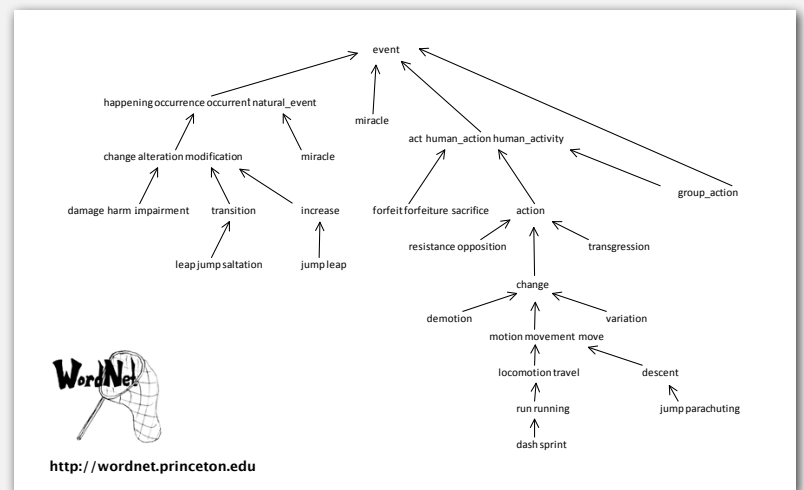 event
happening occurrence occurrent natural_event
miracle
act human_action human_activity
change alteration modification
miracle
group_action
damage harm impairment
transition
increase
forfeit forfeiture sacrifice
action
resistance opposition
transgression
leap jump saltation
jump leap
change
demotion
variation
motion movement move
WordNet
locomotion travel
descent
run running
jump parachuting
dash sprint
http://wordnet.princeton.edu